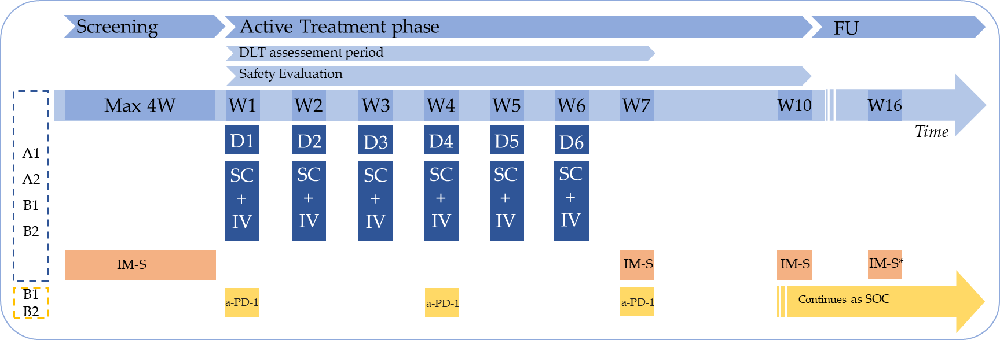 Screening Active Treatment phase FU
DLT assessement period
Safety Evaluation
Max 4W W1 W2 W3 W4 W5 W6 W7 W10 W16
Time
D1 D2 D3 D4 D5 D6
A1
A2
B1
B2
SC SC SC SC SC SC
+ + + + + +
IV IV IV IV IV IV
IM-S IM-S IM-S IM-S*
B1
B2
a-PD-1 a-PD-1 a-PD-1 Continues as SOC